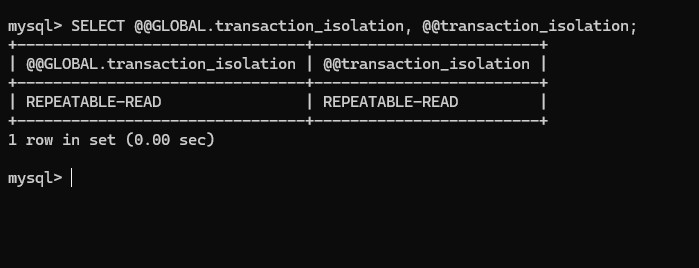 mysql> SELECT @@GLOBAL.transaction_isolation, @@transaction_isolation;
+--------------------------------+-------------------------+
| @@GLOBAL.transaction_isolation | @@transaction_isolation |
+--------------------------------+-------------------------+
| REPEATABLE-READ                | REPEATABLE-READ         |
+--------------------------------+-------------------------+
1 row in set (0.00 sec)
mysql>